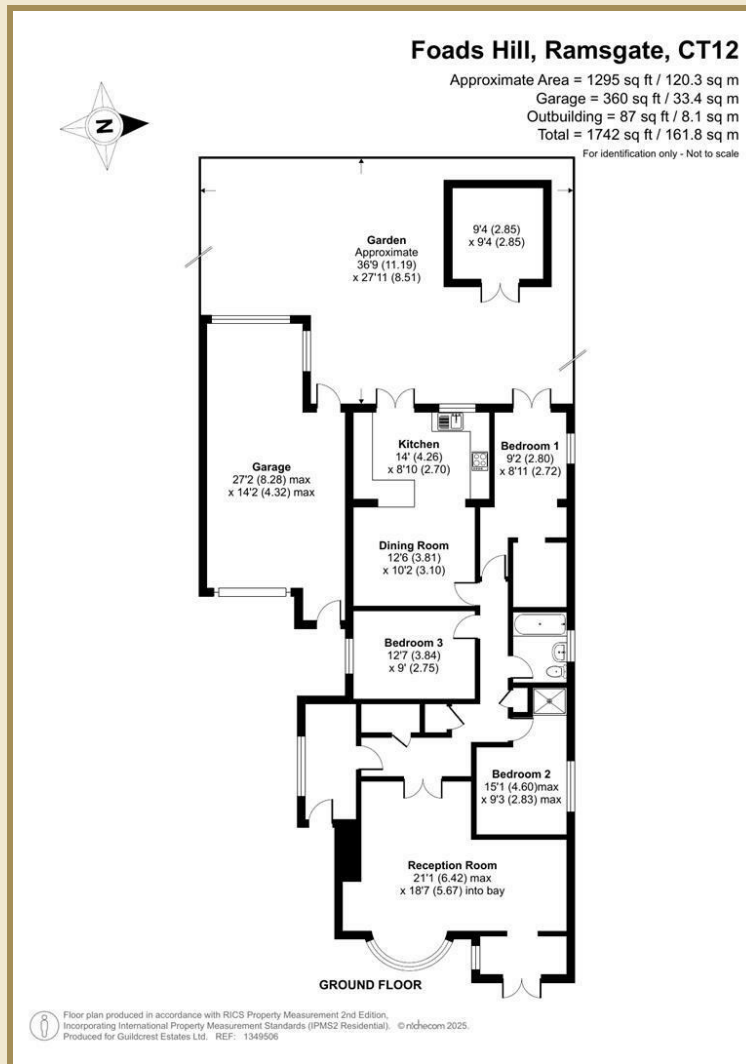 Foads Hill, Ramsgate, CT12
Approximate Area = 1295 sq ft / 120.3 sq m
Garage = 360 sq ft / 33.4 sq m
Outbuilding = 87 sq ft / 8.1 sq m
Total = 1742 sq ft / 161.8 sq m
For identification only - Not to scale
N
9'4 (2.85)
x 9'4 (2.85)
Garden
Approximate
36'9 (11.19)
x 27'11 (8.51)
Kitchen
14' (4.26)
x 8'10 (2.70)
Bedroom 1
9'2 (2.80)
x 8'11 (2.72)
Garage
27'2 (8.28) max
x 14'2 (4.32) max
Dining Room
12'6 (3.81)
x 10'2 (3.10)
Bedroom 3
12'7 (3.84)
x 9' (2.75)
Bedroom 2
15'1 (4.60)max
x 9'3 (2.83) max
Reception Room
21'1 (6.42) max
x 18'7 (5.67) into bay
GROUND FLOOR
Floor plan produced in accordance with RICS Property Measurement 2nd Edition,
Incorporating International Property Measurement Standards (IPMS2 Residential). © nichecom 2025.
Produced for Guildcrest Estates Ltd. REF: 1349506